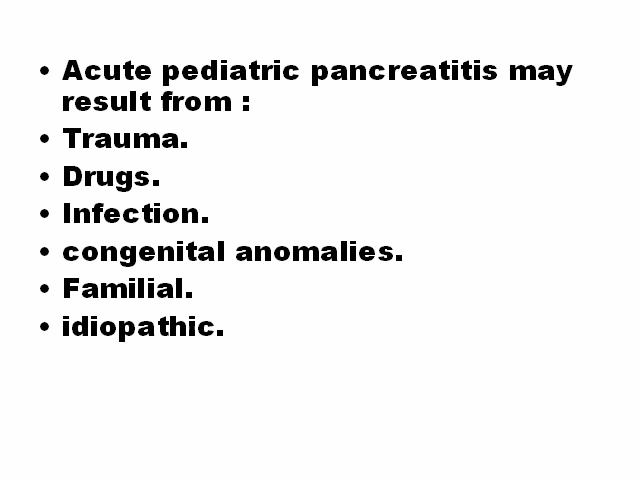 • Acute pediatric pancreatitis may
result from :
• Trauma.
• Drugs.
• Infection.
• congenital anomalies.
• Familial.
• idiopathic.